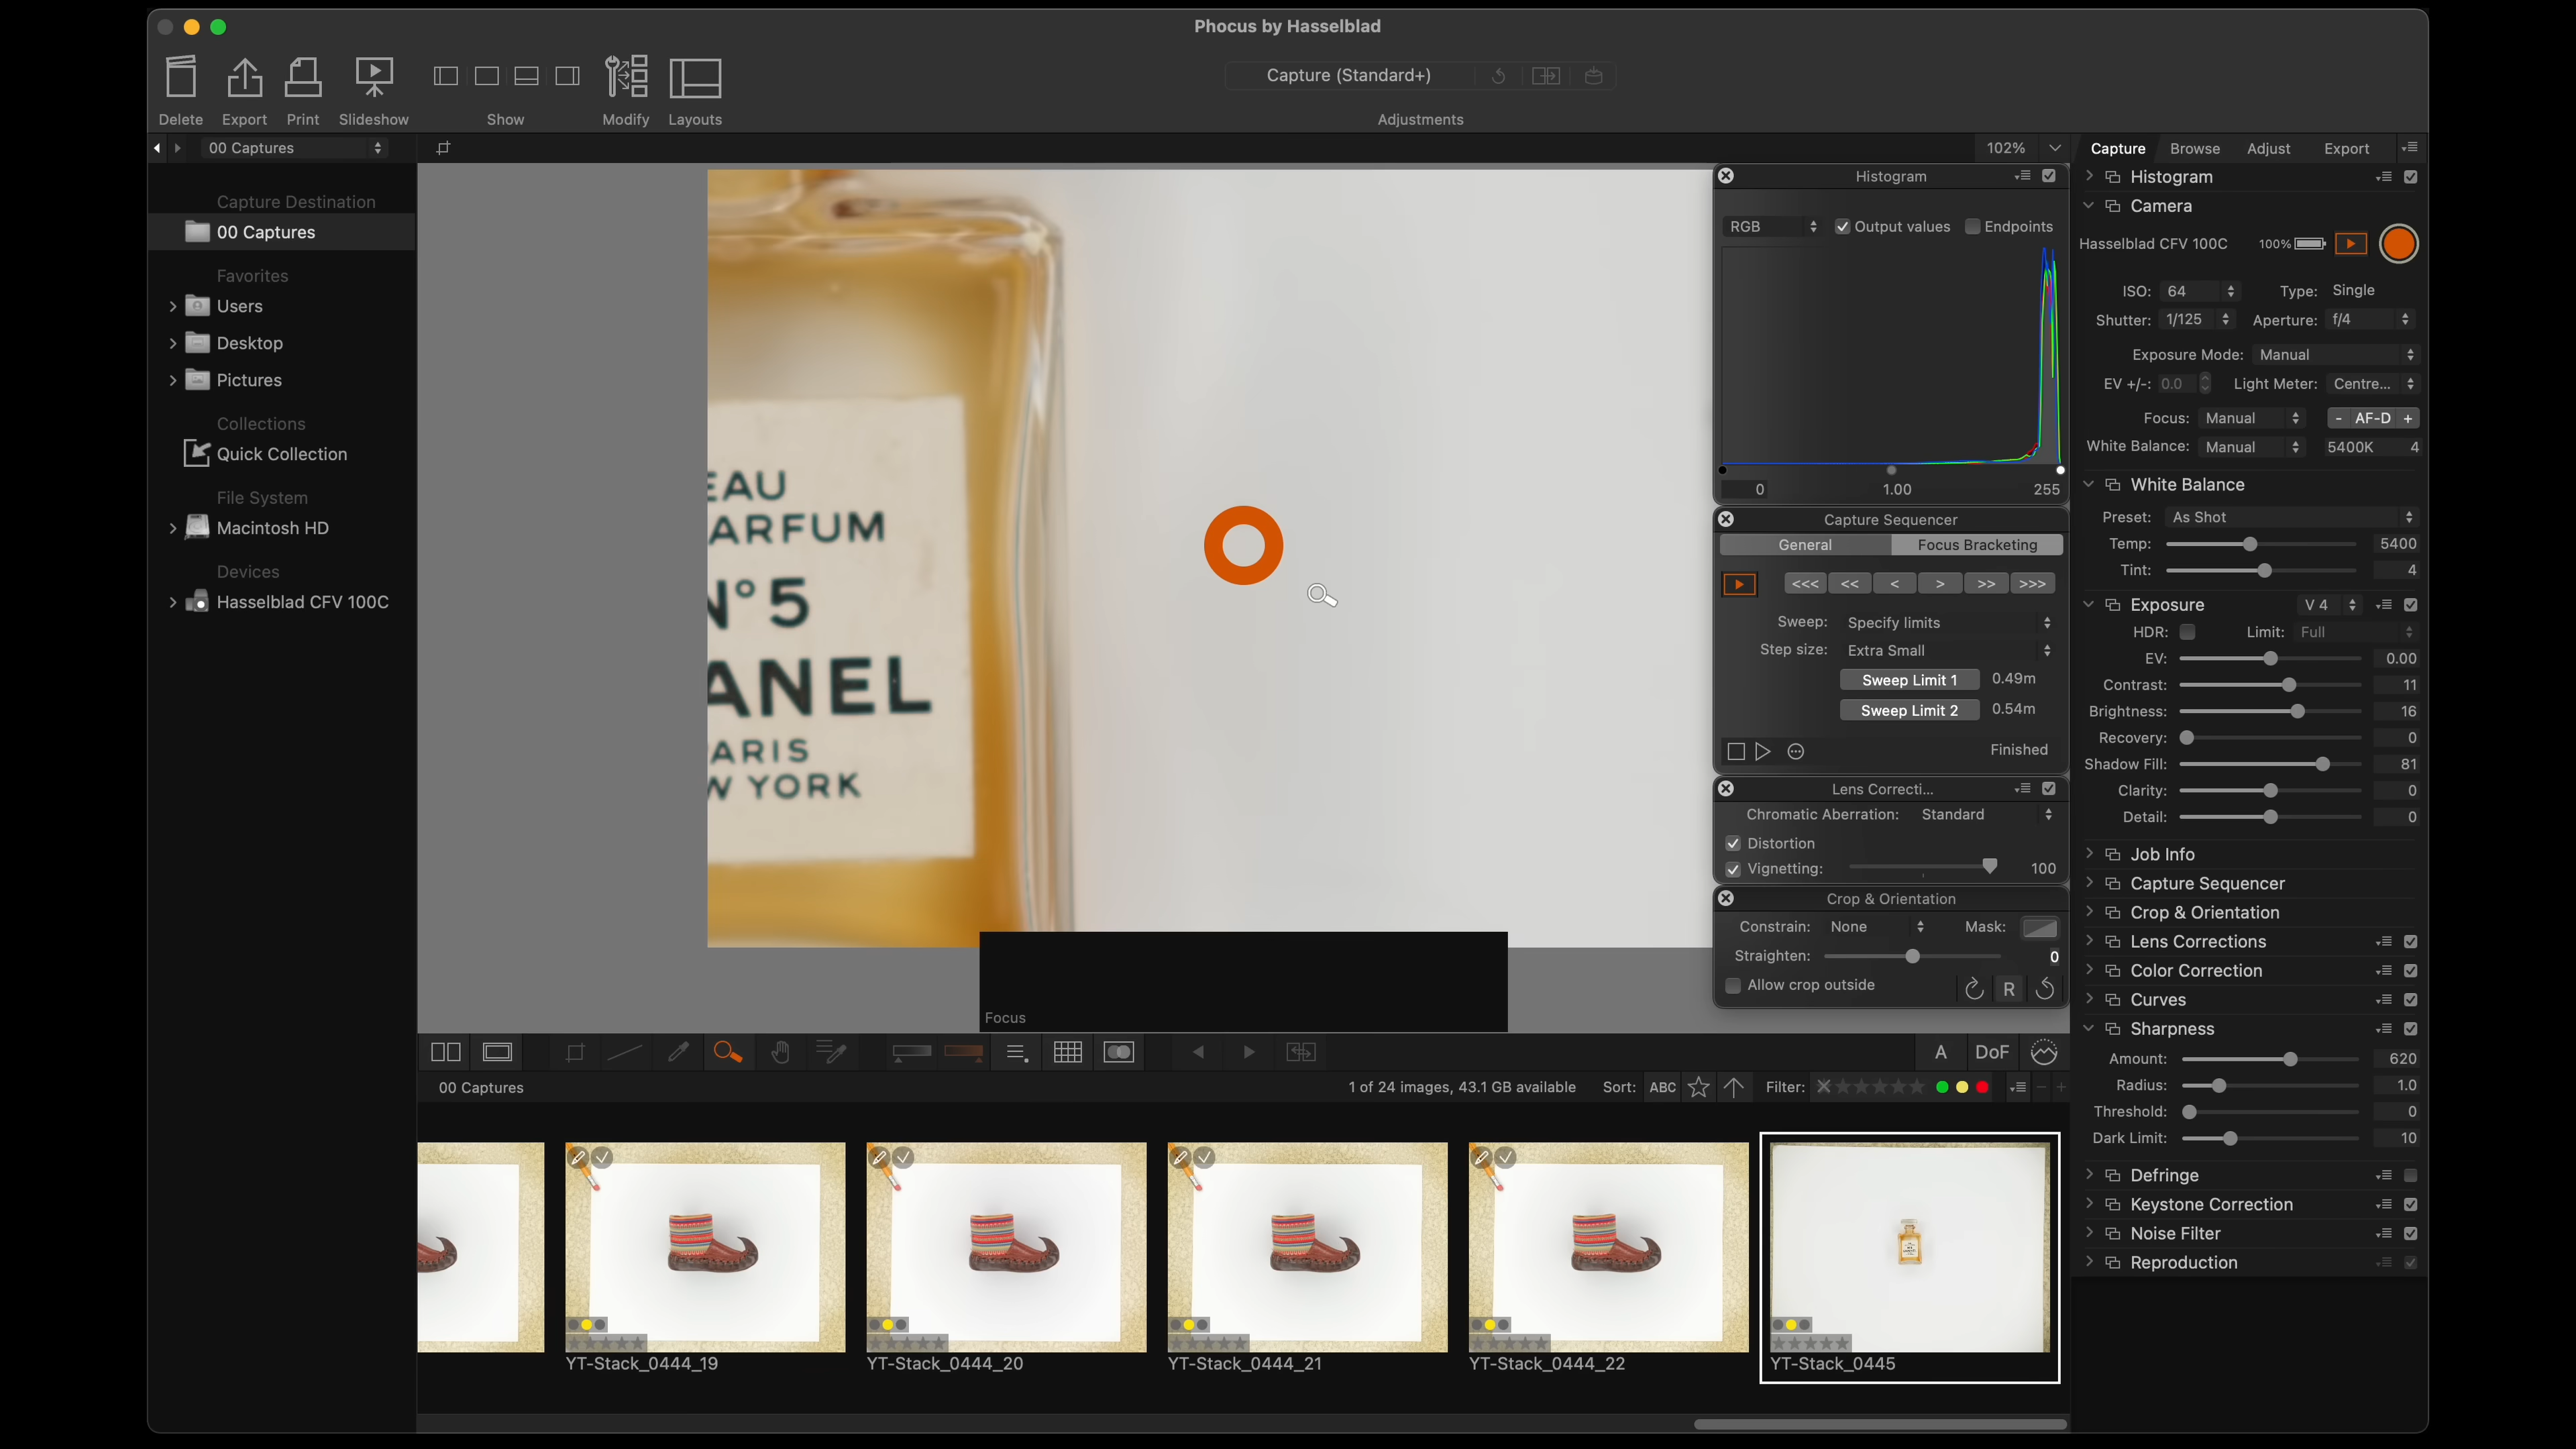 Phocus by Hasselblad
Delete Export Print Slideshow Show Modify Layouts
Capture (Standard+)
Adjustments
00 Captures
102%
Capture Browse Adjust Export
Capture Destination
00 Captures
Favorites
Users
Desktop
Pictures
Collections
Quick Collection
File System
Macintosh HD
Devices
Hasselblad CFV 100C
EAU
ARFUM
N°5
ANEL
ARIS
W YORK
Focus
Histogram
RGB Output values Endpoints
0 1.00 255
Capture Sequencer
General Focus Bracketing
<<< << < > >> >>>
Sweep: Specify limits
Step size: Extra Small
Sweep Limit 1 0.49m
Sweep Limit 2 0.54m
Finished
Lens Correcti...
Chromatic Aberration: Standard
Distortion
Vignetting: 100
Crop & Orientation
Constrain: None Mask:
Straighten: 0
Allow crop outside R
Histogram
Camera
Hasselblad CFV 100C 100%
ISO: 64 Type: Single
Shutter: 1/125 Aperture: f/4
Exposure Mode: Manual
EV +/-: 0.0 Light Meter: Centre...
Focus: Manual - AF-D +
White Balance: Manual 5400K 4
White Balance
Preset: As Shot
Temp: 5400
Tint: 4
Exposure V 4
HDR: Limit: Full
EV: 0.00
Contrast: 11
Brightness: 16
Recovery: 0
Shadow Fill: 81
Clarity: 0
Detail: 0
Job Info
Capture Sequencer
Crop & Orientation
Lens Corrections
Color Correction
Curves
Sharpness
Amount: 620
Radius: 1.0
Threshold: 0
Dark Limit: 10
Defringe
Keystone Correction
Noise Filter
Reproduction
A DoF
00 Captures 1 of 24 images, 43.1 GB available Sort: ABC Filter:
YT-Stack_0444_19
YT-Stack_0444_20
YT-Stack_0444_21
YT-Stack_0444_22
YT-Stack_0445